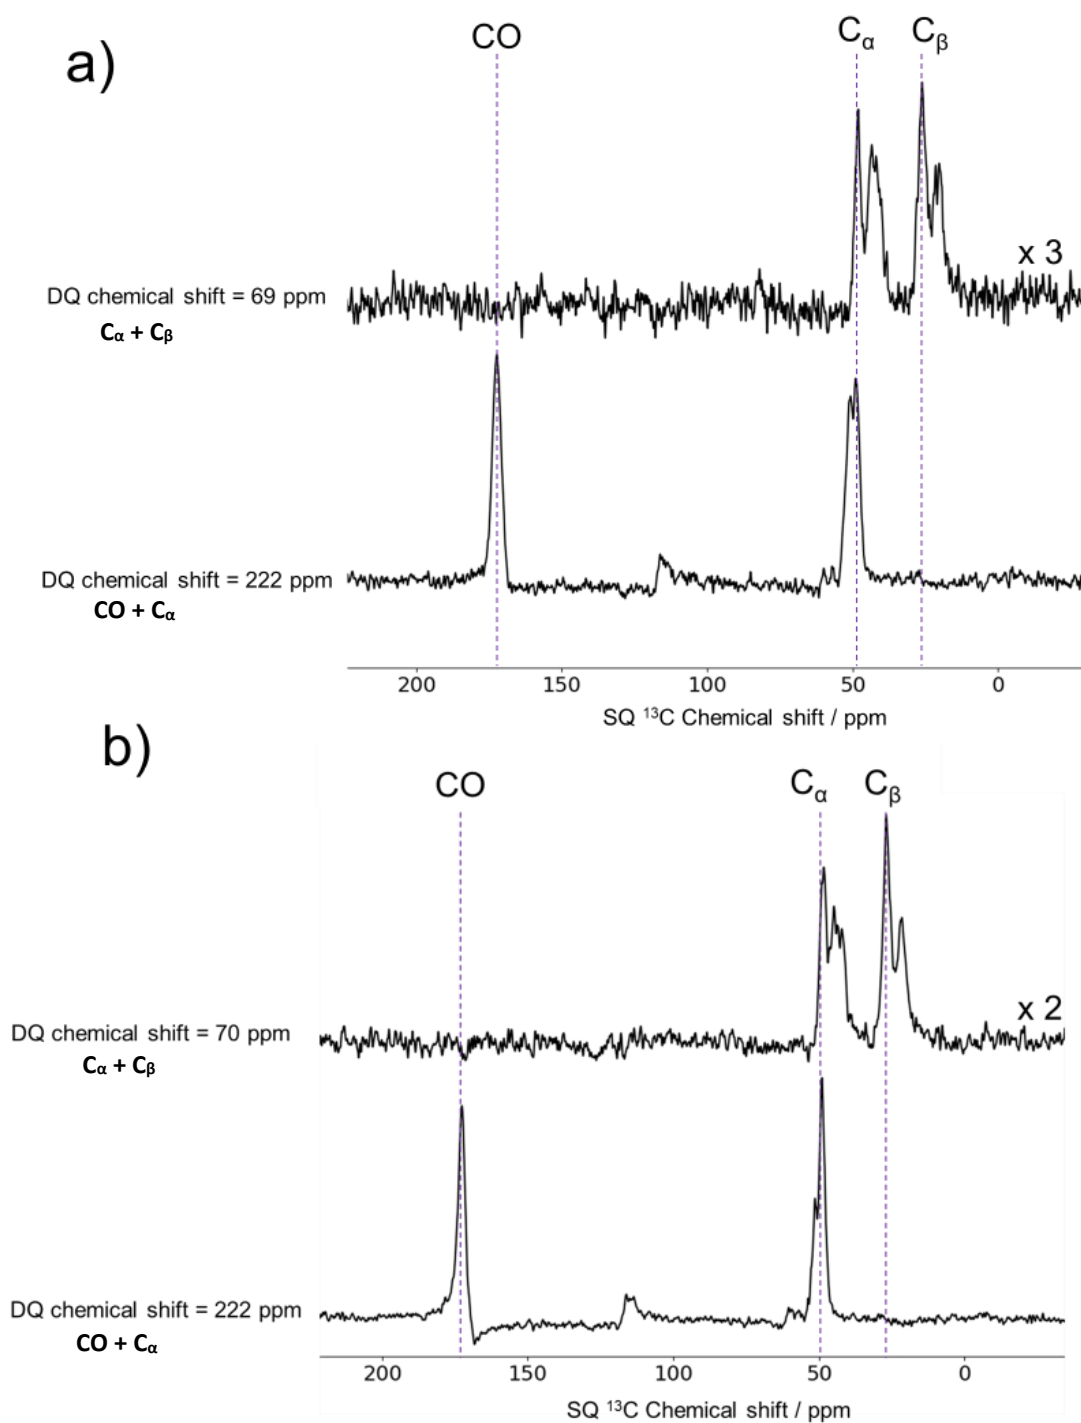 a)
CO
Cα
Cβ
x 3
DQ chemical shift = 69 ppm
Cα + Cβ
DQ chemical shift = 222 ppm
CO + Cα
200
150
100
50
0
SQ ¹³C Chemical shift / ppm
b)
CO
Cα
Cβ
x 2
DQ chemical shift = 70 ppm
Cα + Cβ
DQ chemical shift = 222 ppm
CO + Cα
200
150
100
50
0
SQ ¹³C Chemical shift / ppm